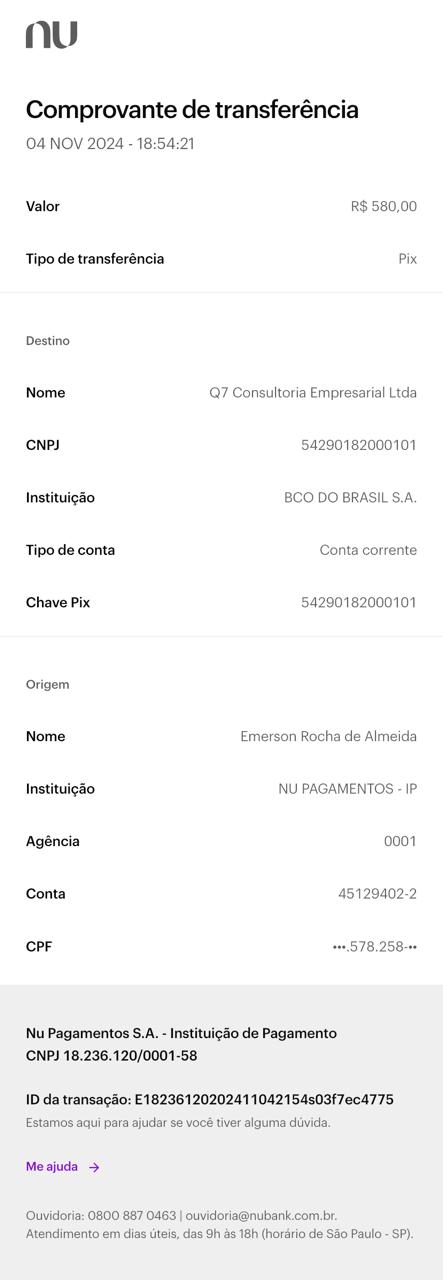 nu
Comprovante de transferência
04 NOV 2024 - 18:54:21
Valor R$ 580,00
Tipo de transferência Pix
Destino
Nome Q7 Consultoria Empresarial Ltda
CNPJ 54290182000101
Instituição BCO DO BRASIL S.A.
Tipo de conta Conta corrente
Chave Pix 54290182000101
Origem
Nome Emerson Rocha de Almeida
Instituição NU PAGAMENTOS - IP
Agência 0001
Conta 45129402-2
CPF •••.578.258-••
Nu Pagamentos S.A. - Instituição de Pagamento
CNPJ 18.236.120/0001-58
ID da transação: E18236120202411042154s03f7ec4775
Estamos aqui para ajudar se você tiver alguma dúvida.
Me ajuda →
Ouvidoria: 0800 887 0463 | ouvidoria@nubank.com.br.
Atendimento em dias úteis, das 9h às 18h (horário de São Paulo - SP).